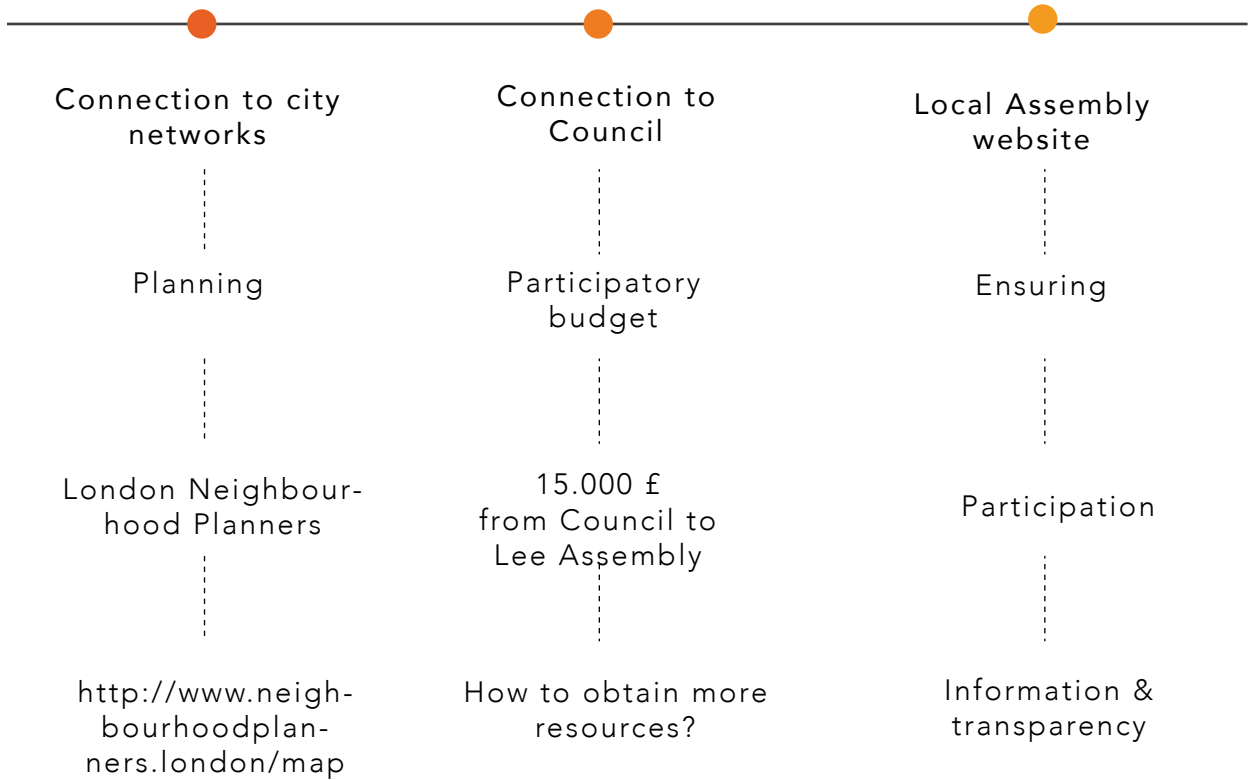 Connection to city
networks
Planning
London Neighbour-
hood Planners
http://www.neigh-
bourhoodplan-
ners.london/map
Connection to
Council
Participatory
budget
15.000 £
from Council to
Lee Assembly
How to obtain more
resources?
Local Assembly
website
Ensuring
Participation
Information &
transparency